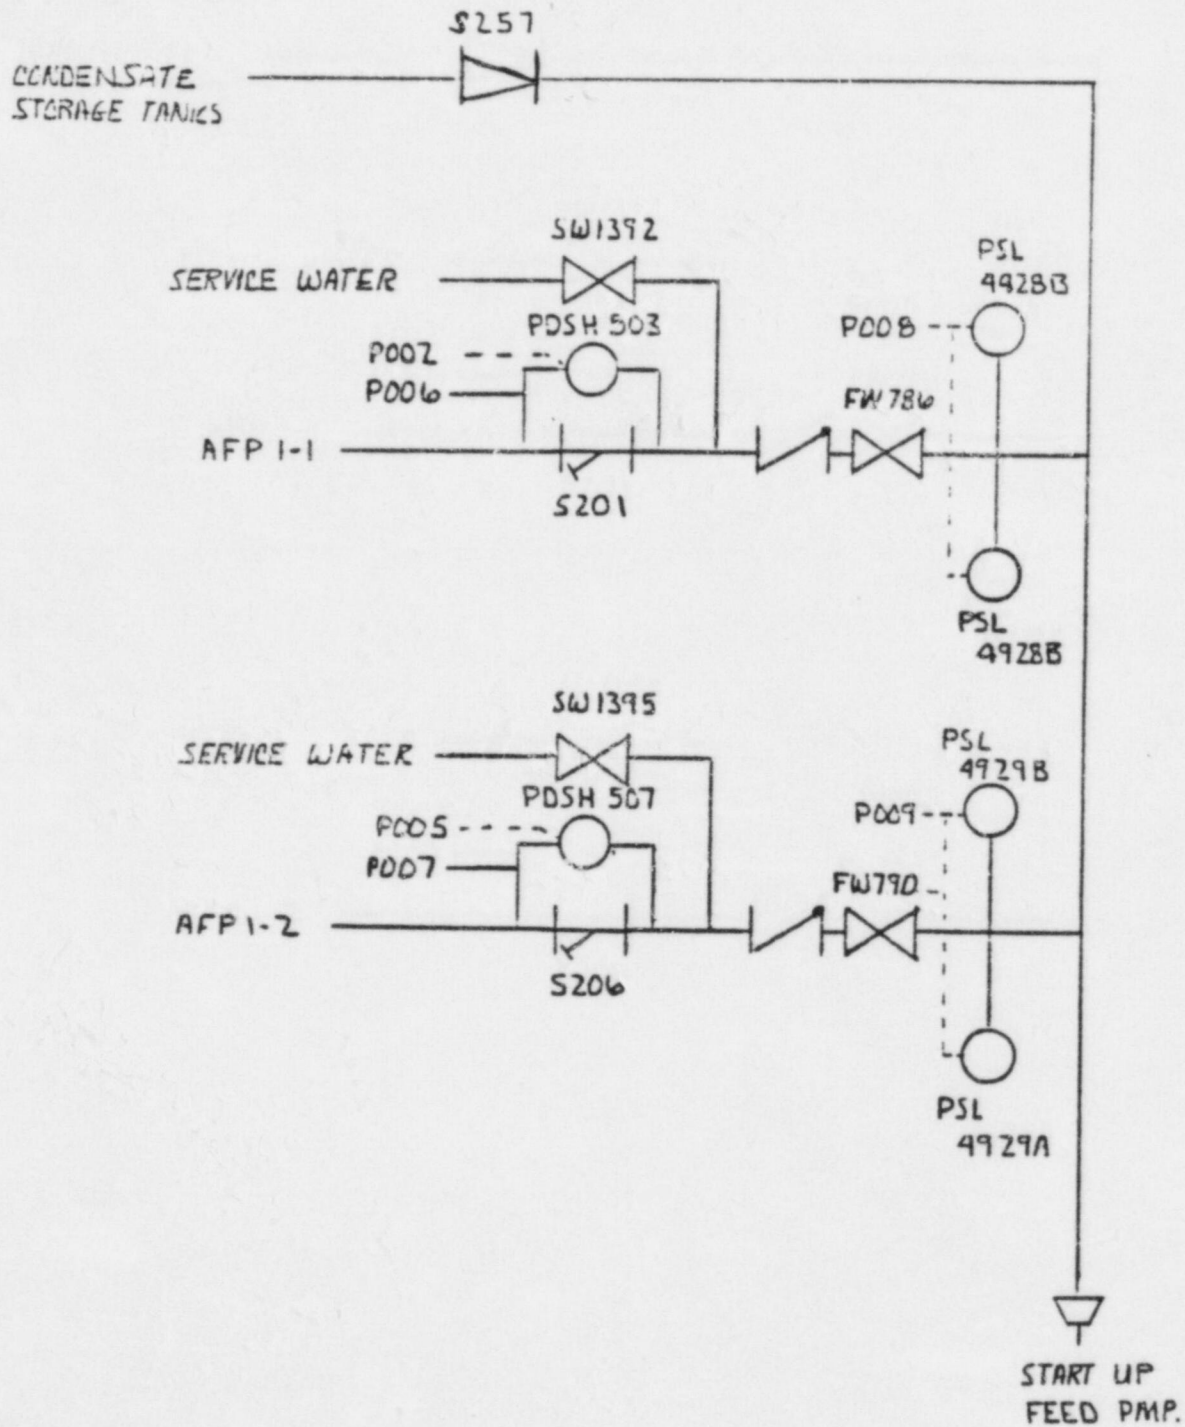 S257
CONDENSATE
STORAGE TANKS
SW1392
SERVICE WATER
PSL
4928B
PDSH 503
P008
P002
P006
FW786
AFP 1-1
S201
PSL
4928B
SW1395
SERVICE WATER
PSL
4929B
PDSH 507
P009
P005
P007
FW790
AFP 1-2
S206
PSL
4929A
START UP
FEED PMP.